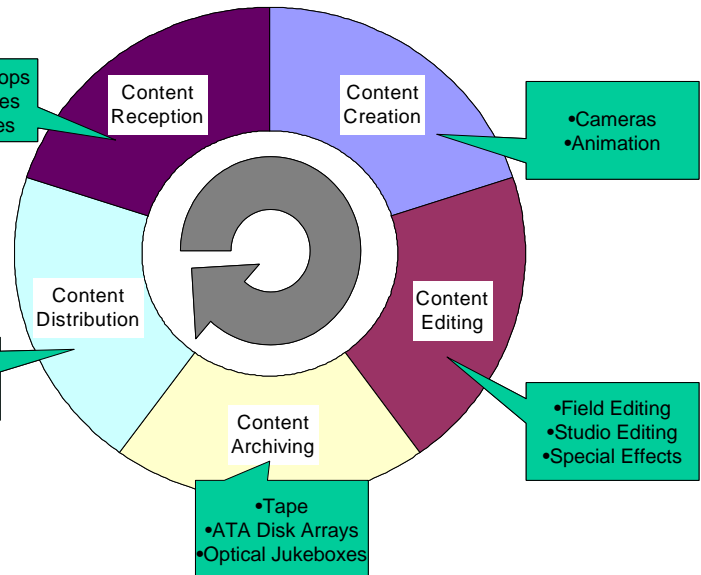 Content
Reception
Content
Creation
•Cameras
•Animation
Content
Distribution
Content
Editing
•Field Editing
•Studio Editing
•Special Effects
Content
Archiving
•Tape
•ATA Disk Arrays
•Optical Jukeboxes